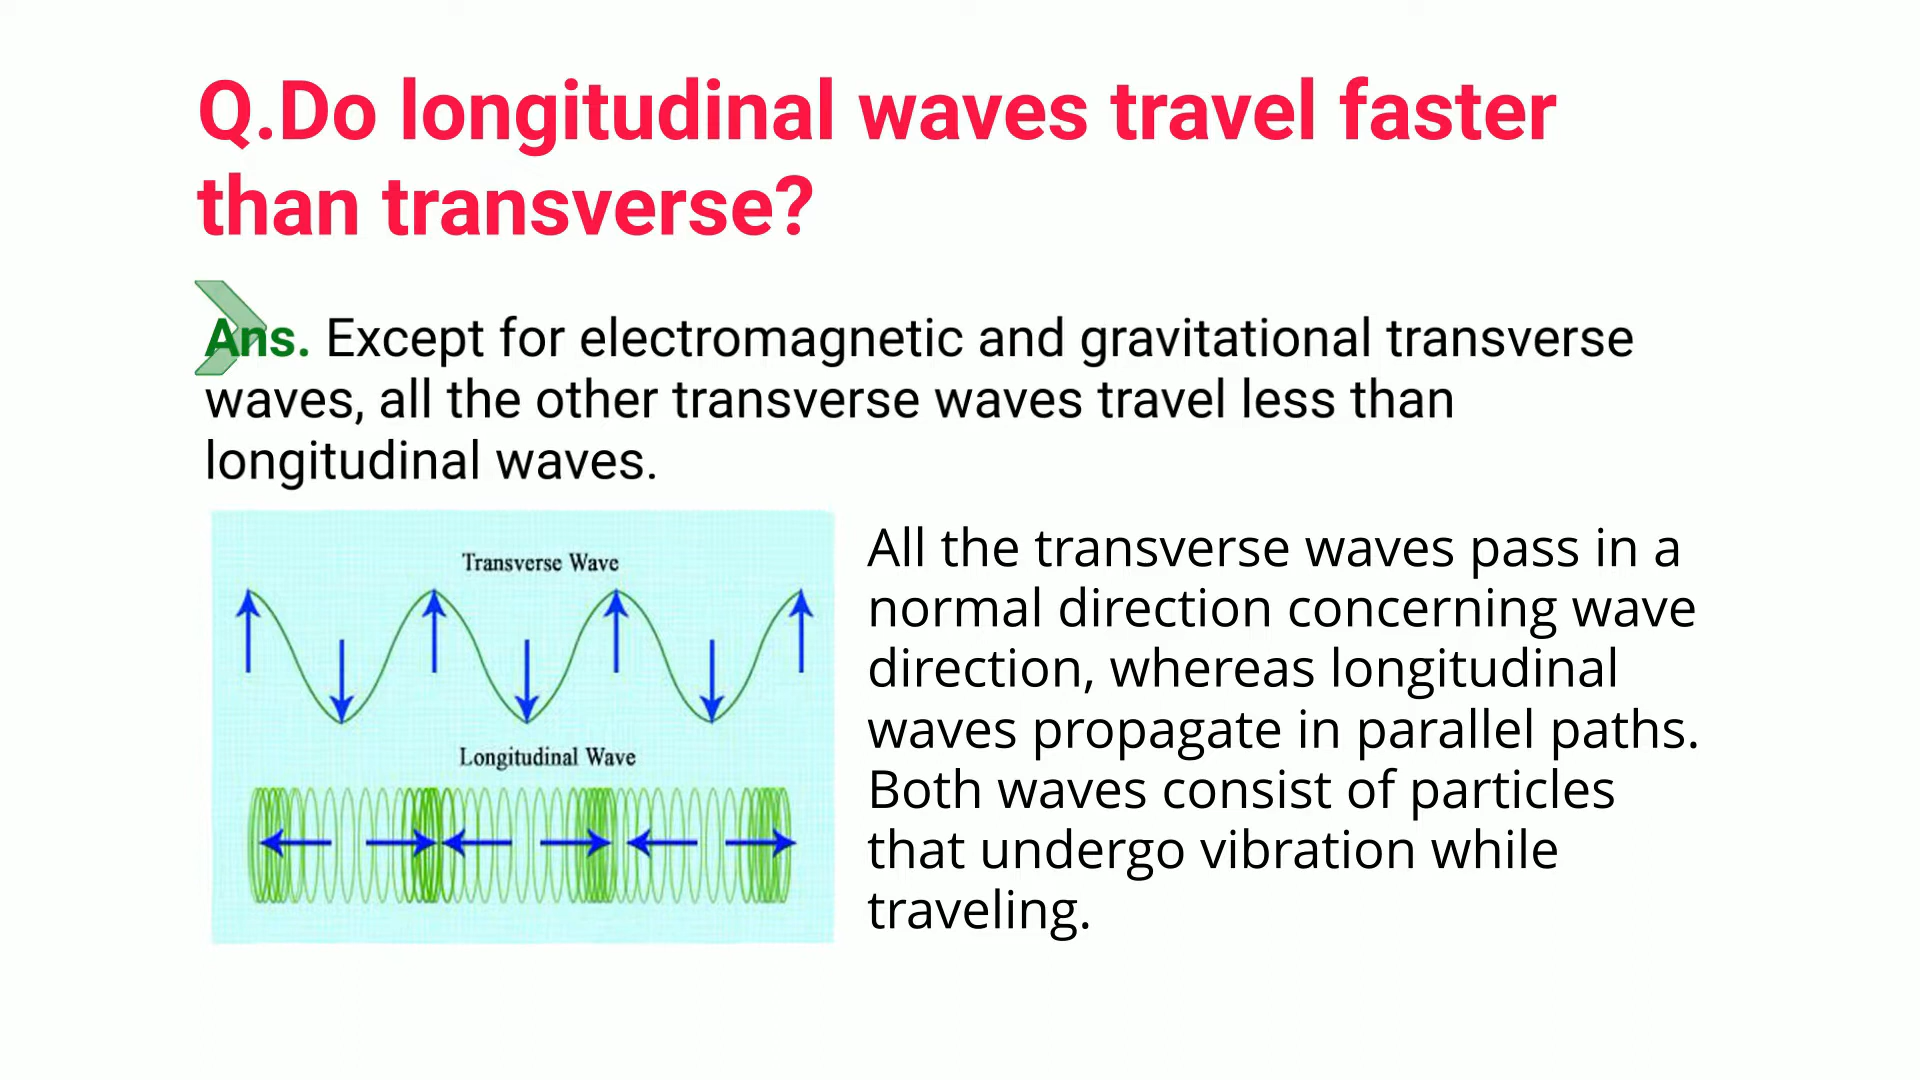 Q.Do longitudinal waves travel faster
than transverse?
Ans. Except for electromagnetic and gravitational transverse
waves, all the other transverse waves travel less than
longitudinal waves.
Transverse Wave
Longitudinal Wave
All the transverse waves pass in a
normal direction concerning wave
direction, whereas longitudinal
waves propagate in parallel paths.
Both waves consist of particles
that undergo vibration while
traveling.